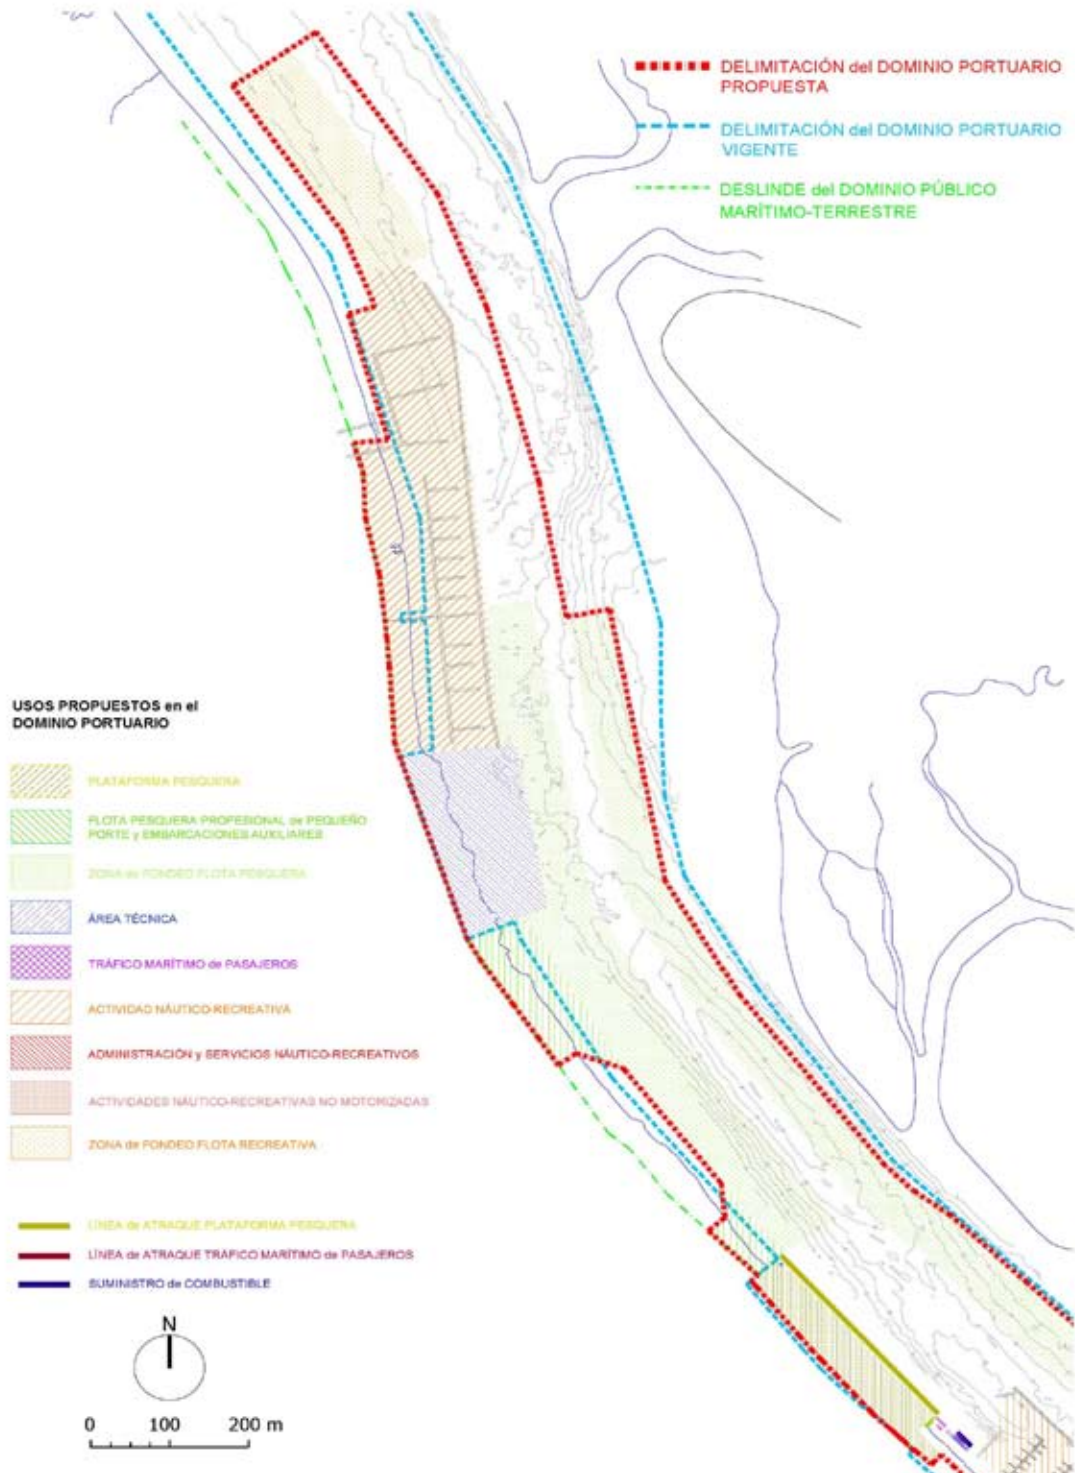 DELIMITACIÓN del DOMINIO PORTUARIO
PROPUESTA
DELIMITACIÓN del DOMINIO PORTUARIO
VIGENTE
DESLINDE del DOMINIO PÚBLICO
MARÍTIMO-TERRESTRE
USOS PROPUESTOS en el
DOMINIO PORTUARIO
PLATAFORMA PESQUERA
FLOTA PESQUERA PROFESIONAL de PEQUEÑO
PORTE y EMBARCACIONES AUXILIARES
ZONA de FONDEO FLOTA PESQUERA
ÁREA TÉCNICA
TRÁFICO MARÍTIMO de PASAJEROS
ACTIVIDAD NÁUTICO-RECREATIVA
ADMINISTRACIÓN y SERVICIOS NÁUTICO-RECREATIVOS
ACTIVIDADES NÁUTICO-RECREATIVAS NO MOTORIZADAS
ZONA de FONDEO FLOTA RECREATIVA
LÍNEA de ATRAQUE PLATAFORMA PESQUERA
LÍNEA de ATRAQUE TRÁFICO MARÍTIMO de PASAJEROS
SUMINISTRO de COMBUSTIBLE
N
0 100 200 m